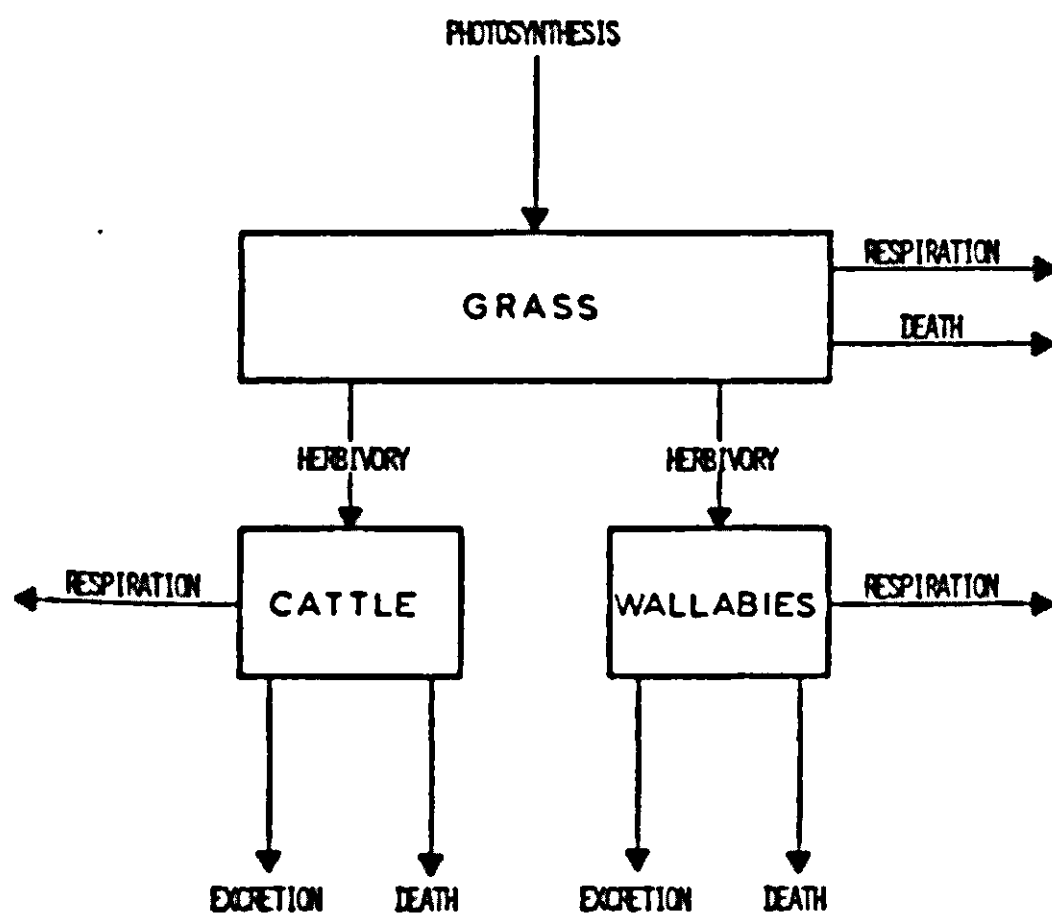 PHOTOSYNTHESIS
RESPIRATION
GRASS
DEATH
HERBIVORY
HERBIVORY
RESPIRATION
CATTLE
WALLABIES
RESPIRATION
EXCRETION
DEATH
EXCRETION
DEATH